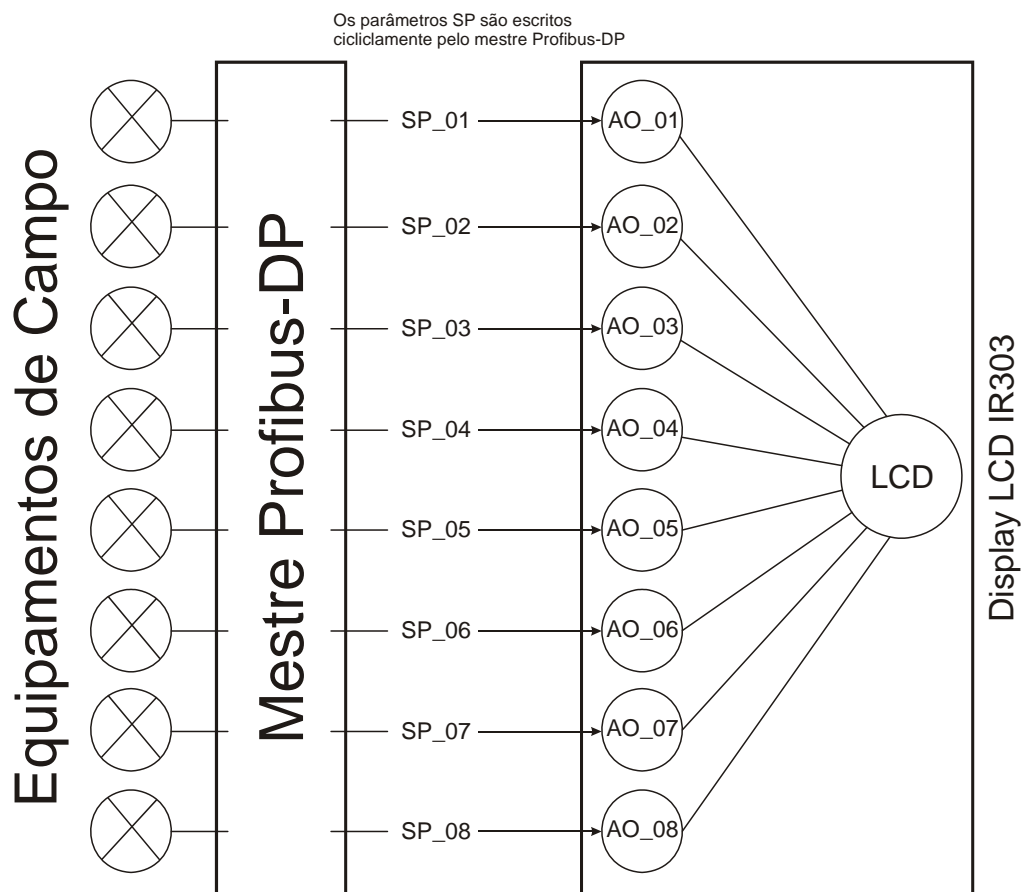 Os parâmetros SP são escritos
cicliclamente pelo mestre Profibus-DP
Equipamentos de Campo
Mestre Profibus-DP
SP_01
AO_01
SP_02
AO_02
SP_03
AO_03
SP_04
AO_04
SP_05
AO_05
SP_06
AO_06
SP_07
AO_07
SP_08
AO_08
LCD
Display LCD IR303